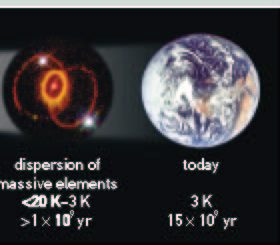 dispersion of
massive elements
<20 K–3 K
>1 × 10⁹ yr
today
3 K
15 × 10⁹ yr